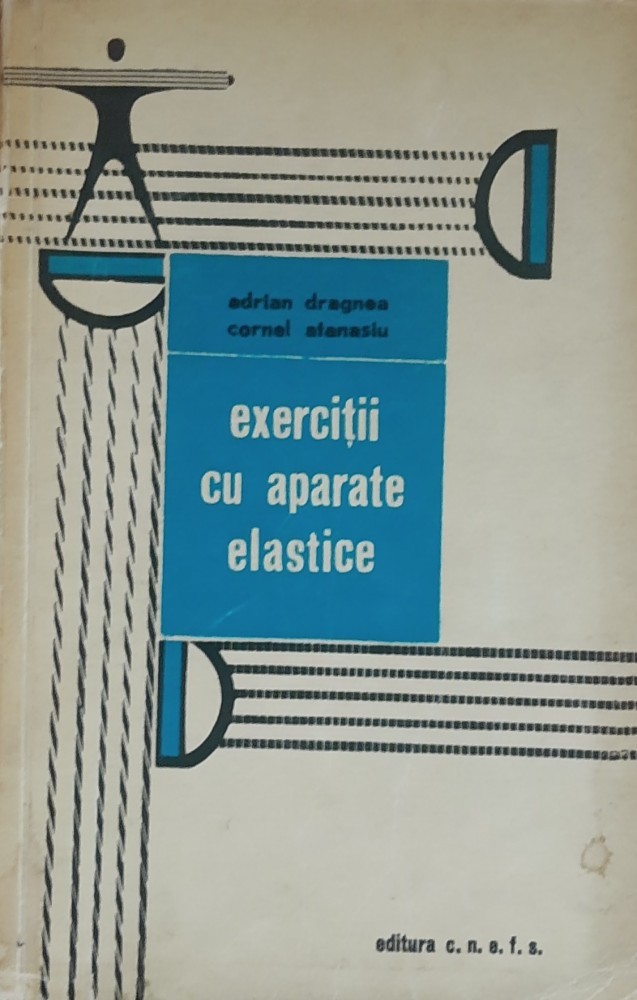 adrian dragnea
cornel atanasiu
exerciții
cu aparate
elastice
editura c. n. e. f. s.